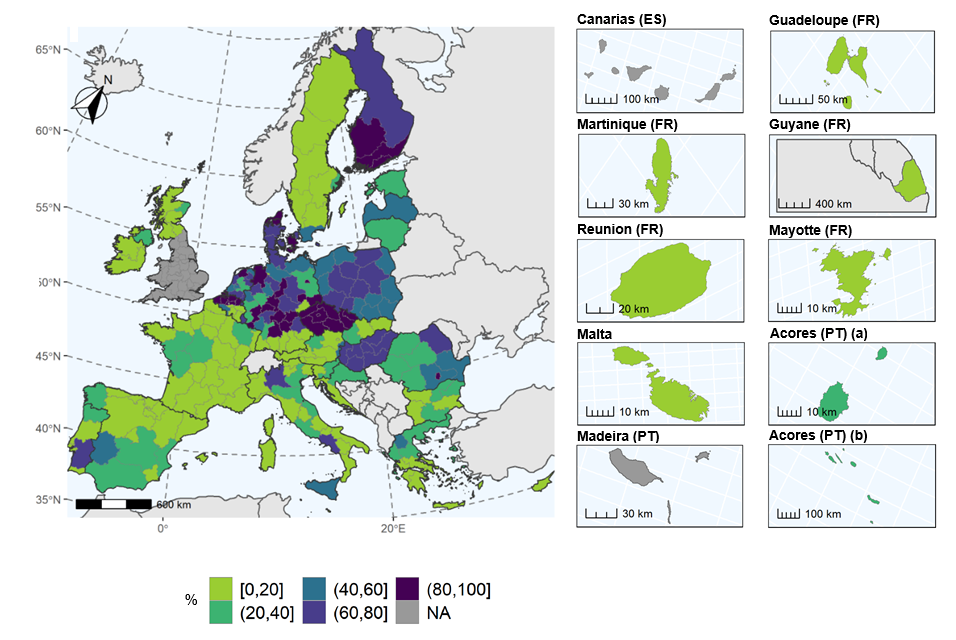 65°N
60°N
55°N
50°N
45°N
40°N
35°N
N
600 km
0°
20°E
Canarias (ES)
100 km
Guadeloupe (FR)
50 km
Martinique (FR)
30 km
Guyane (FR)
400 km
Reunion (FR)
20 km
Mayotte (FR)
10 km
Malta
10 km
Acores (PT) (a)
10 km
Madeira (PT)
30 km
Acores (PT) (b)
100 km
%
[0,20]
(20,40]
(40,60]
(60,80]
(80,100]
NA